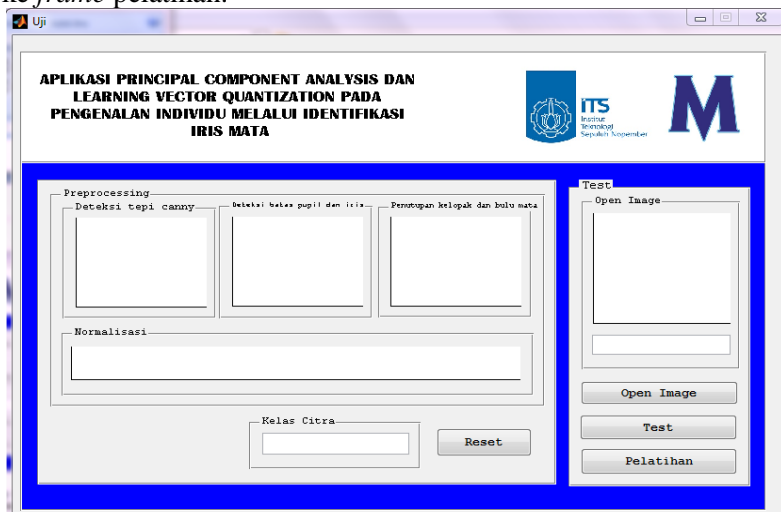 ke frame pelatihan.
Uji
APLIKASI PRINCIPAL COMPONENT ANALYSIS DAN
LEARNING VECTOR QUANTIZATION PADA
PENGENALAN INDIVIDU MELALUI IDENTIFIKASI
IRIS MATA
ITS
Institut
Teknologi
Sepuluh Nopember
M
Preprocessing
Deteksi tepi canny
Deteksi batas pupil dan iris
Penutupan kelopak dan bulu mata
Normalisasi
Kelas Citra
Reset
Test
Open Image
Open Image
Test
Pelatihan